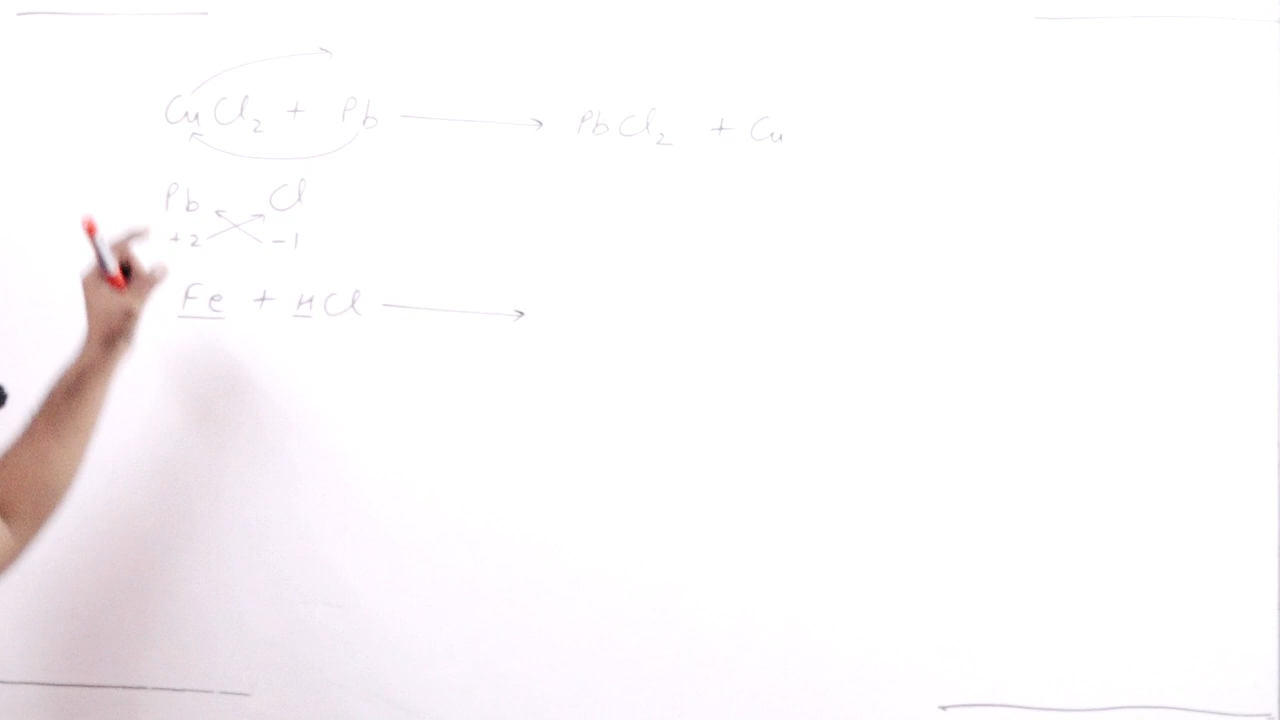 CuCl₂ + Pb ⟶ PbCl₂ + Cu
Pb Cl
+2 -1
Fe + HCl ⟶